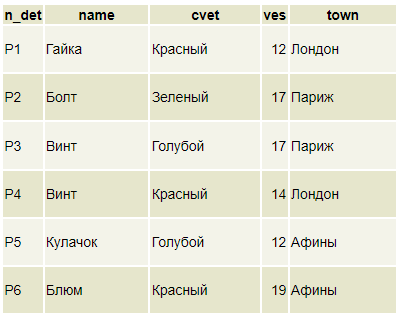 n_det name cvet ves town
P1 Гайка Красный 12 Лондон
P2 Болт Зеленый 17 Париж
P3 Винт Голубой 17 Париж
P4 Винт Красный 14 Лондон
P5 Кулачок Голубой 12 Афины
P6 Блюм Красный 19 Афины